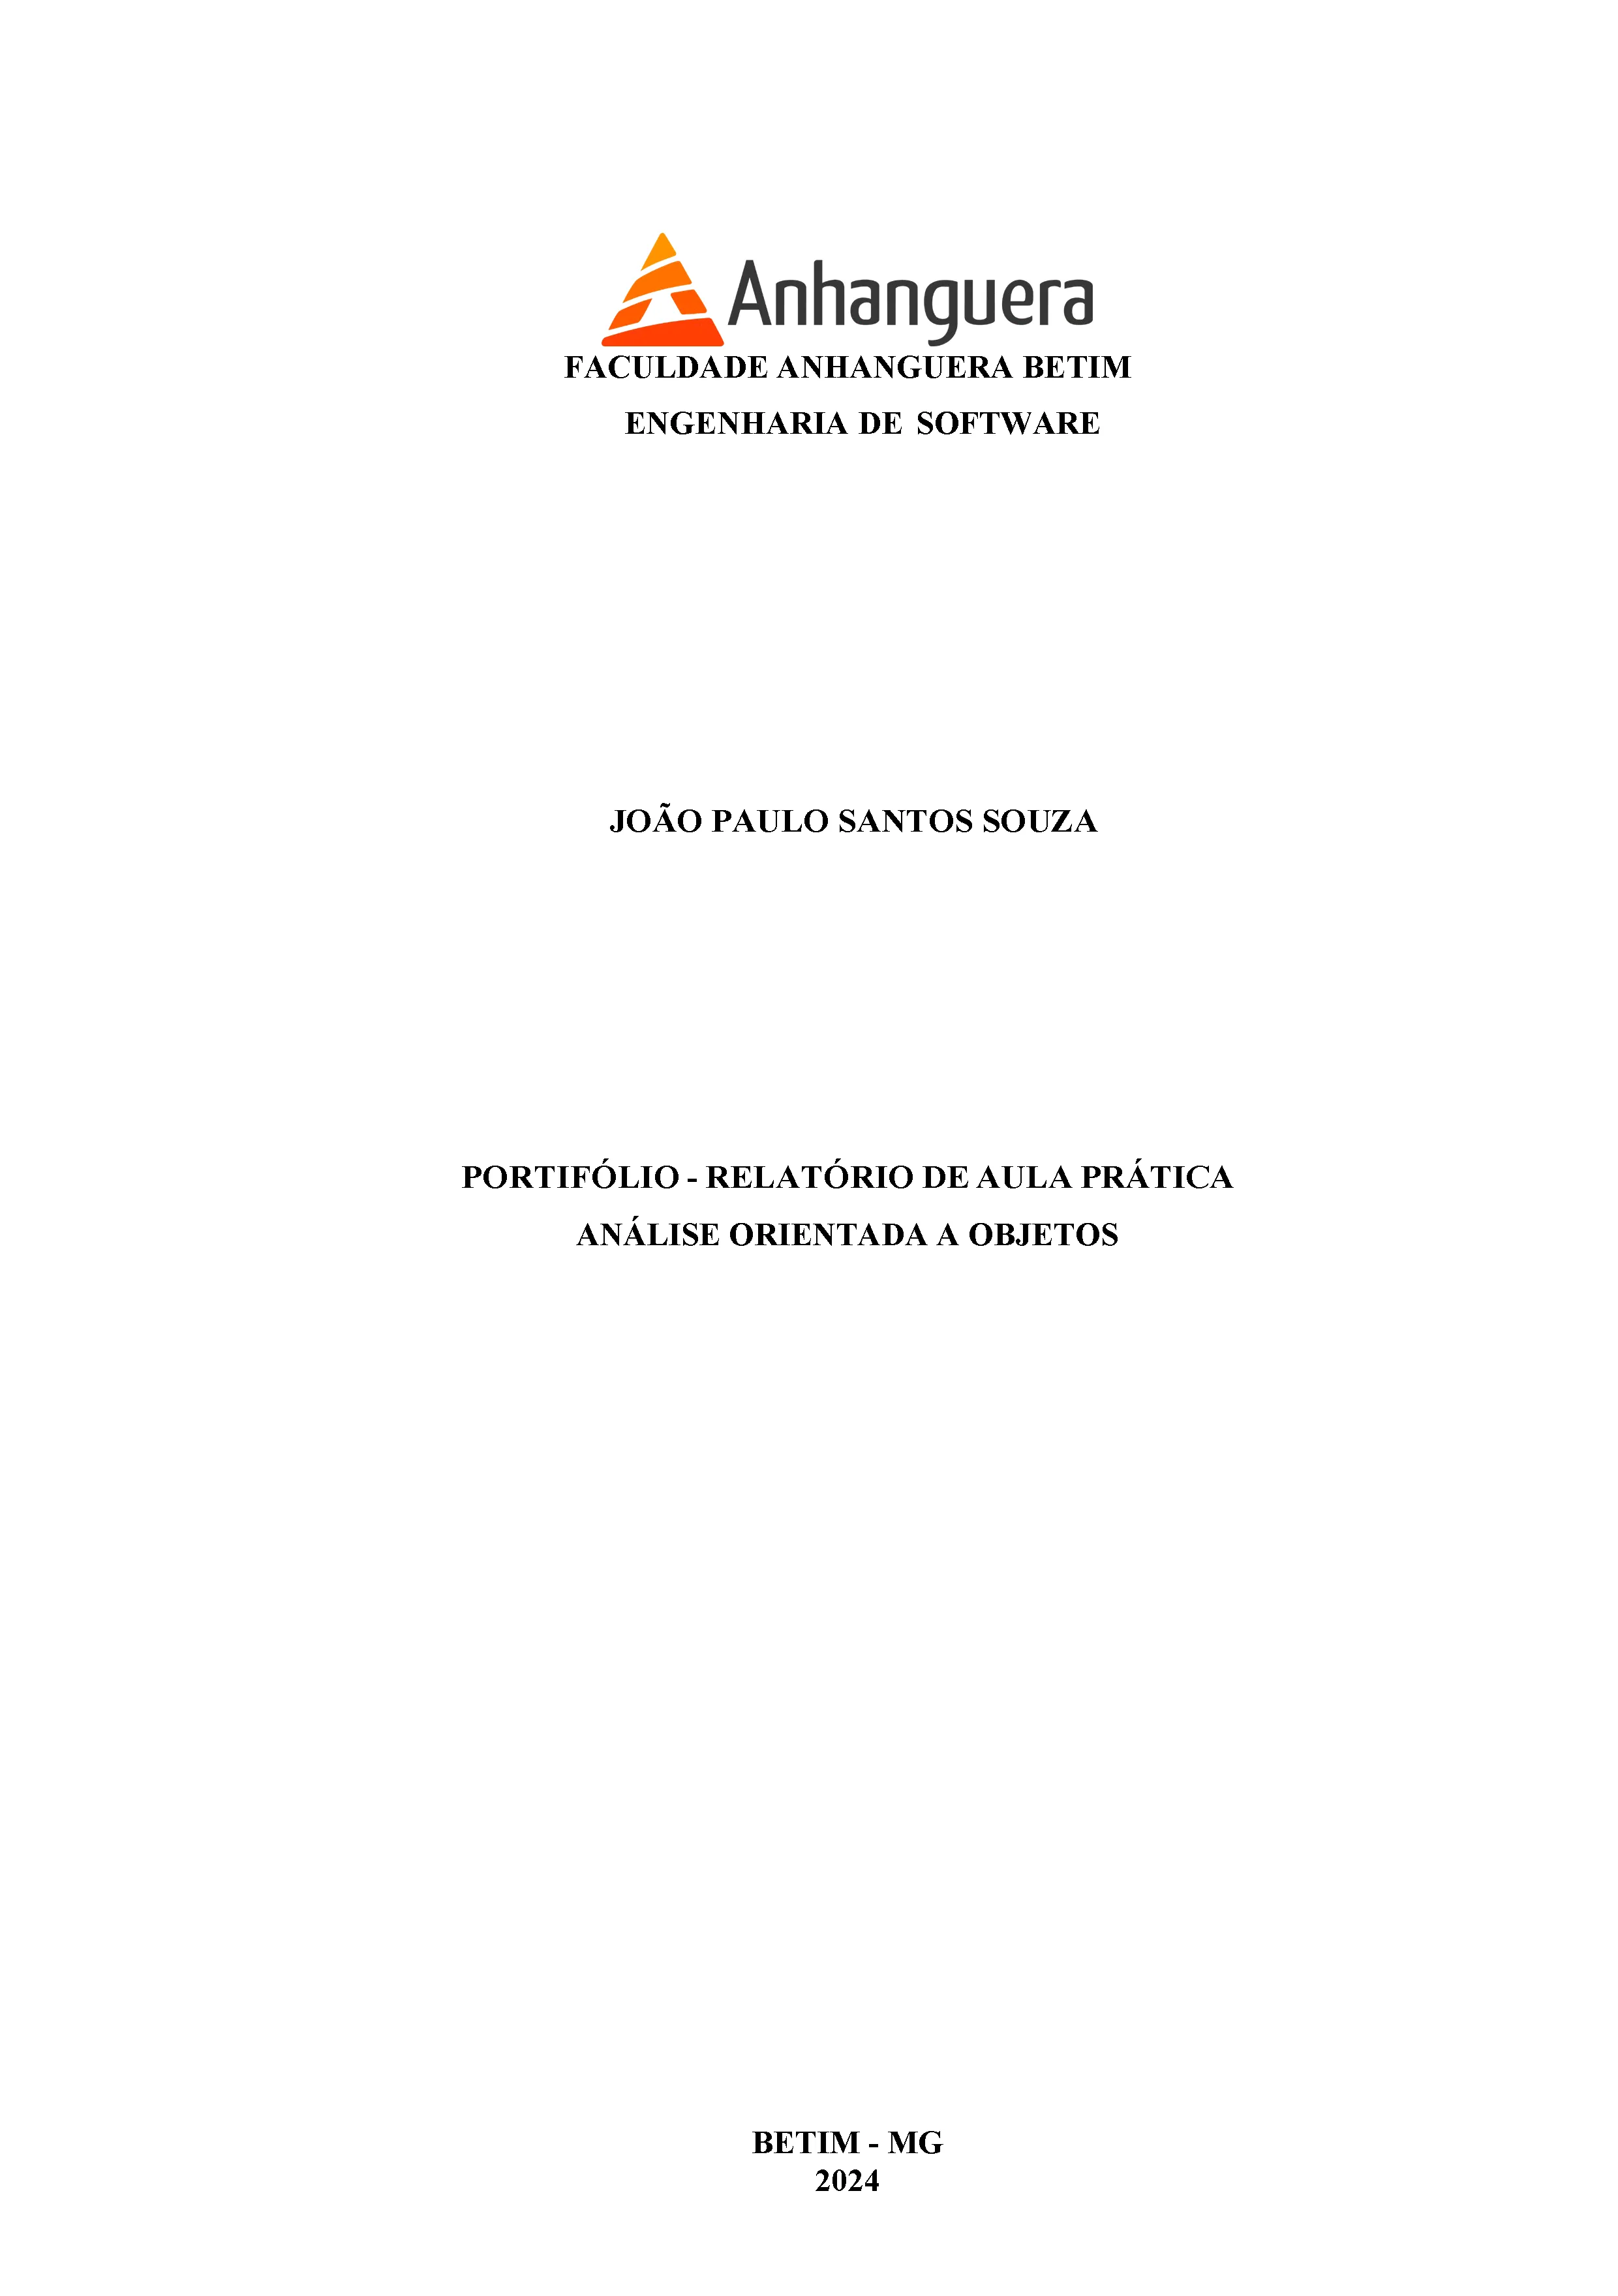 Anhanguera
FACULDADE ANHANGUERA BETIM
ENGENHARIA DE SOFTWARE
JOÃO PAULO SANTOS SOUZA
PORTIFÓLIO - RELATÓRIO DE AULA PRÁTICA
ANÁLISE ORIENTADA A OBJETOS
BETIM - MG
2024